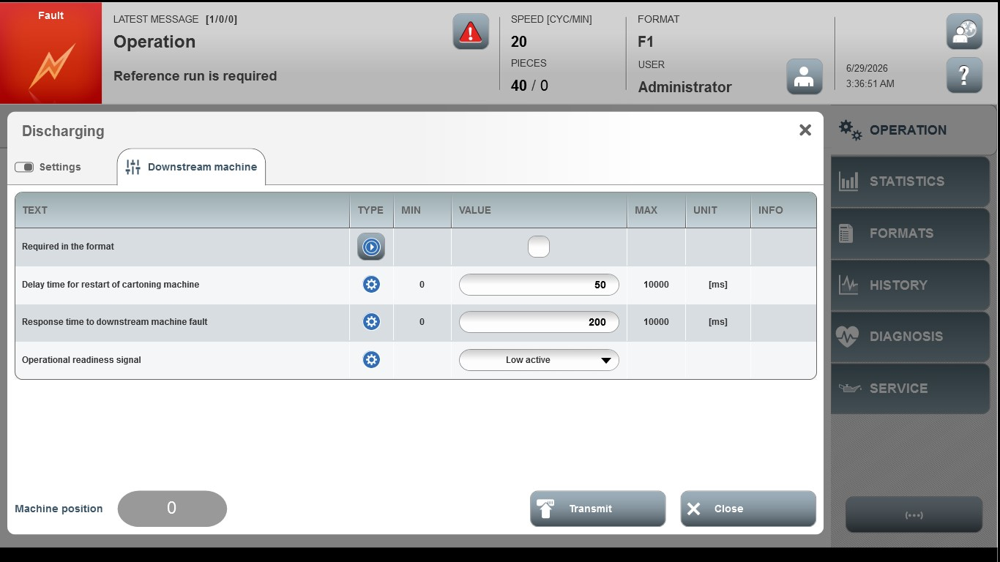 Fault
LATEST MESSAGE [1/0/0]
Operation
Reference run is required
SPEED [CYC/MIN]
20
PIECES
40 / 0
FORMAT
F1
USER
Administrator
6/29/2026
3:36:51 AM
?
Discharging
Settings
Downstream machine
TEXT TYPE MIN VALUE MAX UNIT INFO
Required in the format
Delay time for restart of cartoning machine 0 50 10000 [ms]
Response time to downstream machine fault 0 200 10000 [ms]
Operational readiness signal Low active
Machine position 0
Transmit
Close
OPERATION
STATISTICS
FORMATS
HISTORY
DIAGNOSIS
SERVICE
(•••)